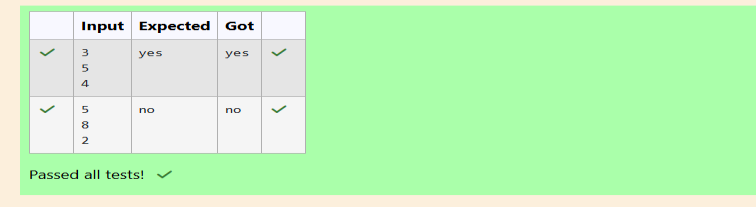 Input Expected Got
3 yes yes
5
4
5 no no
8
2
Passed all tests!